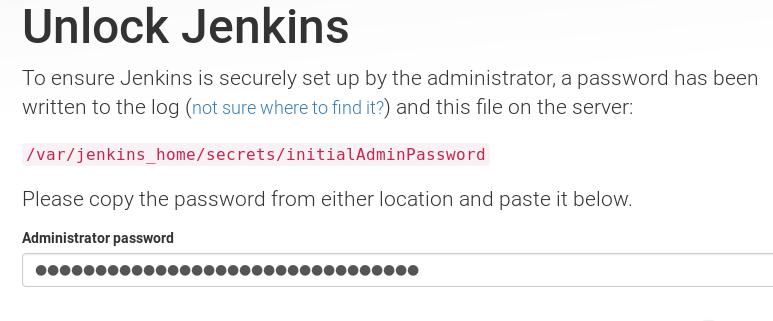 Unlock Jenkins
To ensure Jenkins is securely set up by the administrator, a password has been
written to the log (not sure where to find it?) and this file on the server:
/var/jenkins_home/secrets/initialAdminPassword
Please copy the password from either location and paste it below.
Administrator password
●●●●●●●●●●●●●●●●●●●●●●●●●●●●●●●●